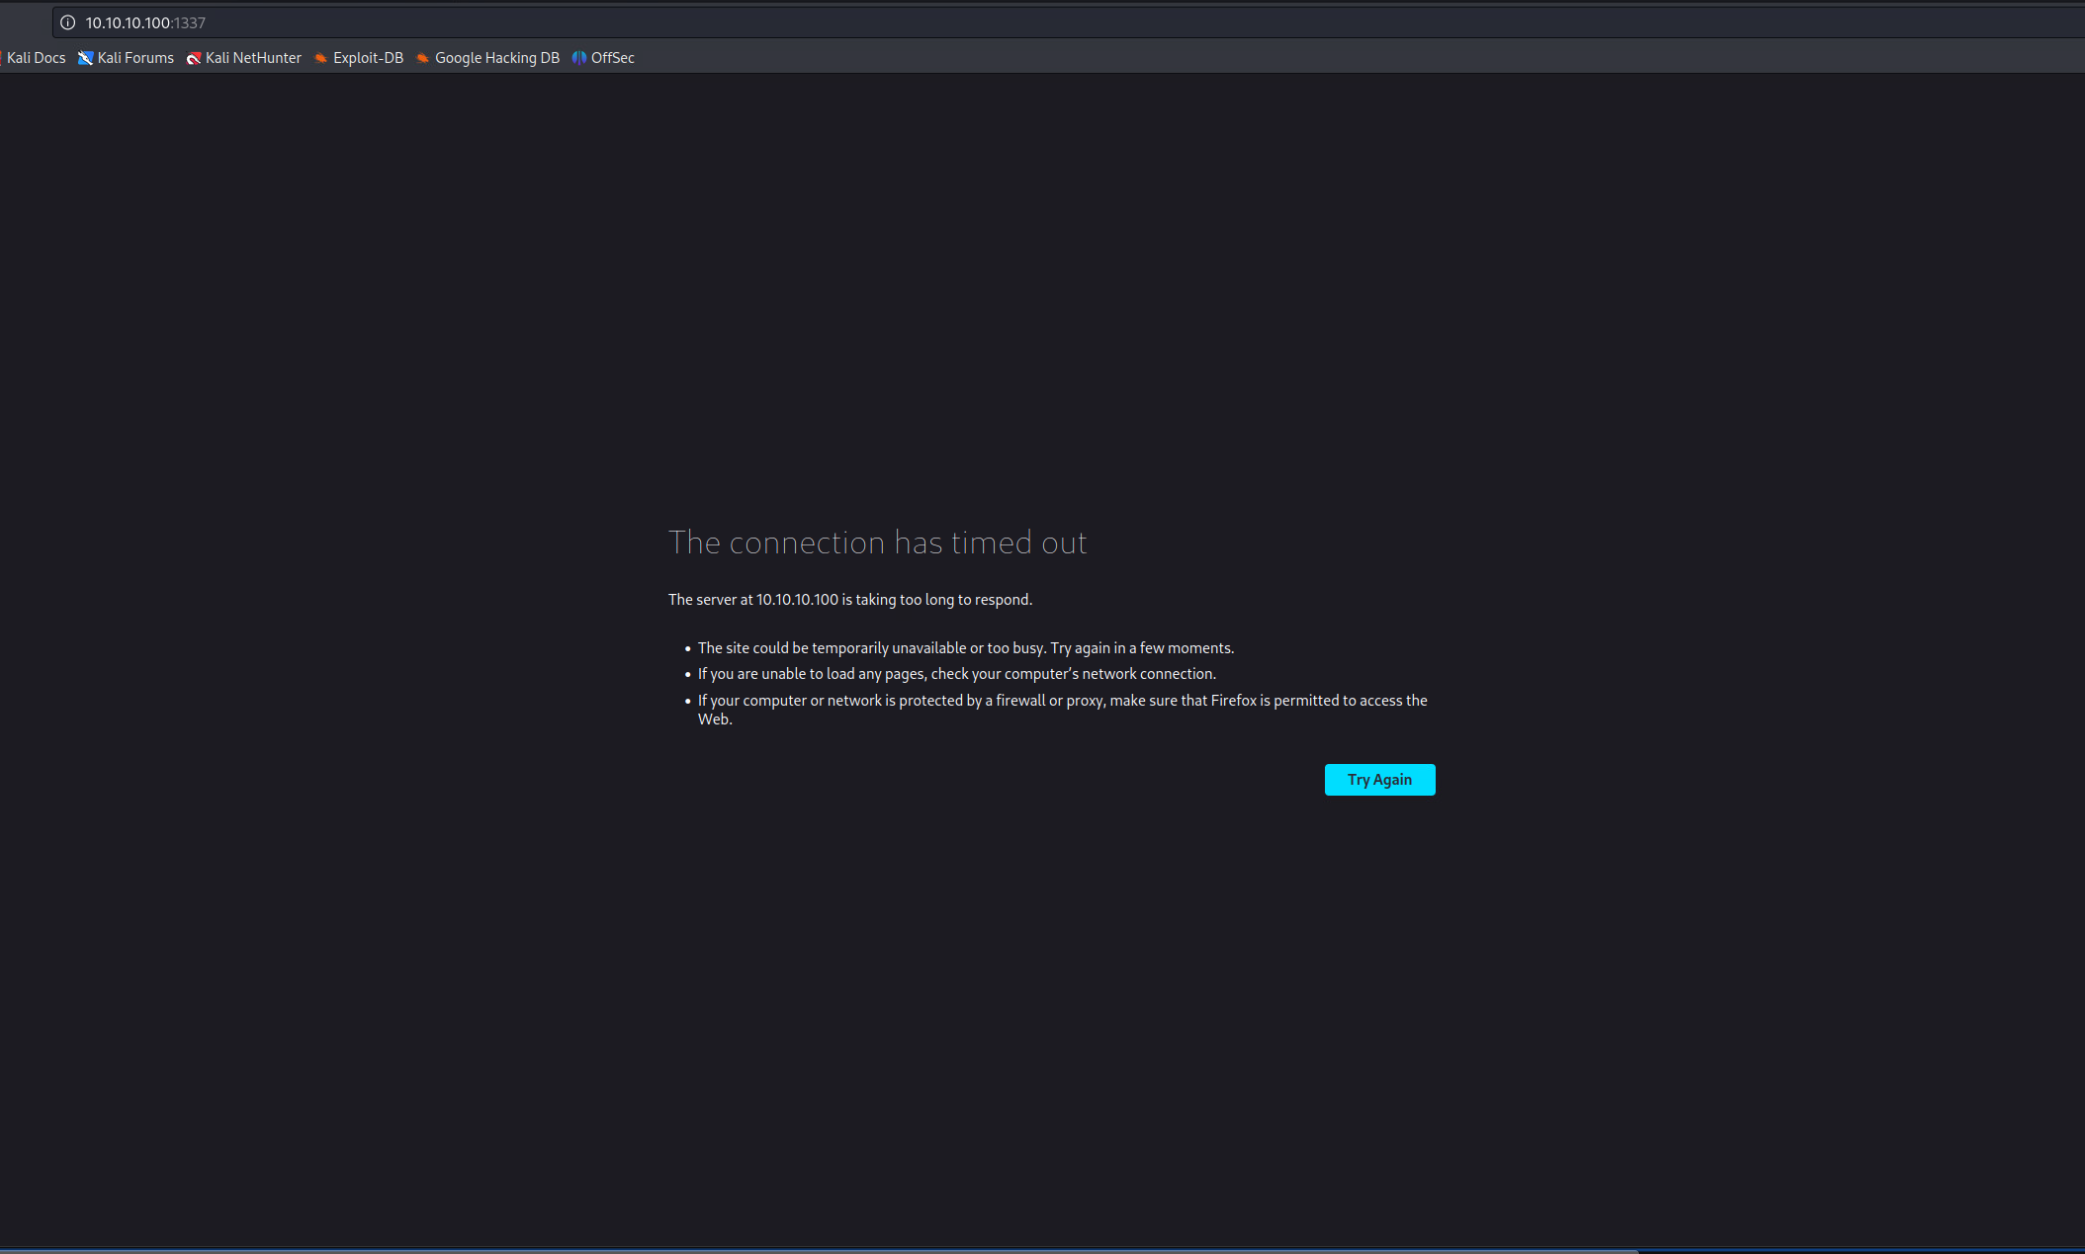 10.10.10.100:1337
Kali Docs Kali Forums Kali NetHunter Exploit-DB Google Hacking DB OffSec
The connection has timed out
The server at 10.10.10.100 is taking too long to respond.
• The site could be temporarily unavailable or too busy. Try again in a few moments.
• If you are unable to load any pages, check your computer’s network connection.
• If your computer or network is protected by a firewall or proxy, make sure that Firefox is permitted to access the
Web.
Try Again